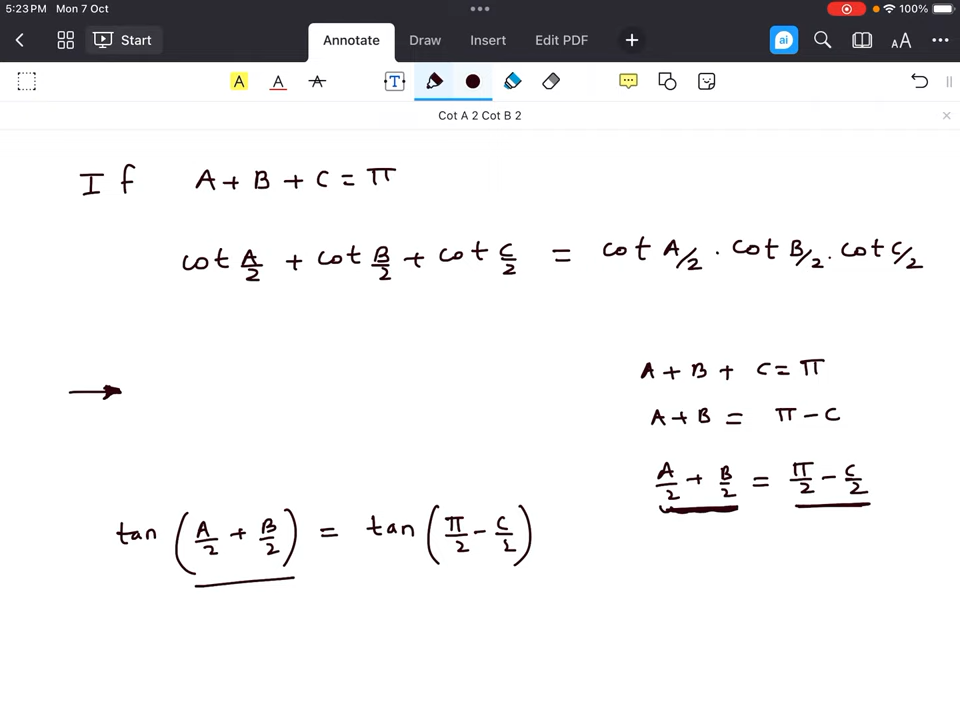 5:23 PM Mon 7 Oct 100%
Start Annotate Draw Insert Edit PDF ai AA
A A A T
Cot A 2 Cot B 2
If A + B + C = π
cot A/2 + cot B/2 + cot C/2 = cot A/2 . cot B/2 . cot C/2
→
A + B + C = π
A + B = π − C
A/2 + B/2 = π/2 − C/2
tan (A/2 + B/2) = tan (π/2 − C/2)